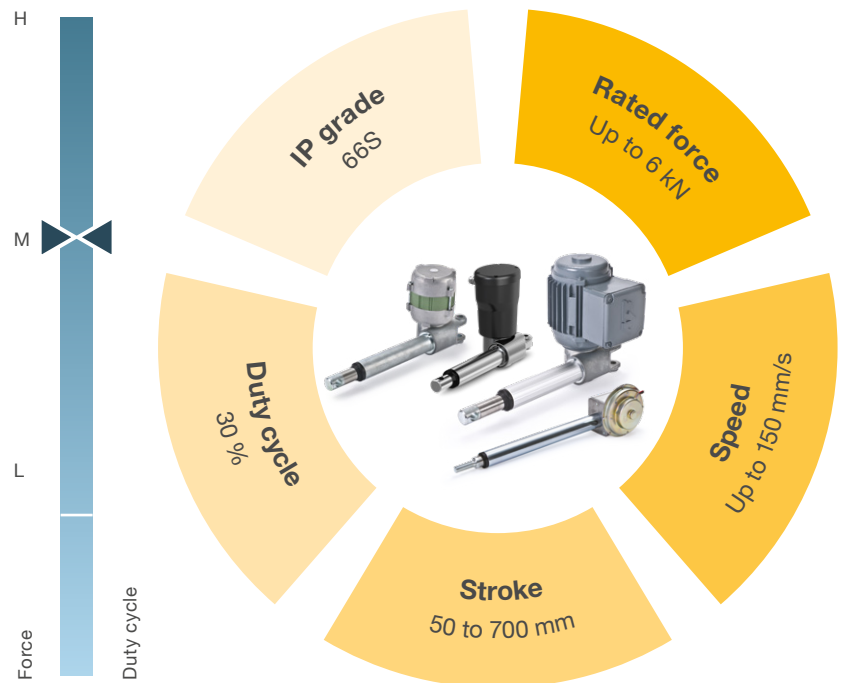 H
M
L
Force
Duty cycle
IP grade
66S
Rated force
Up to 6 kN
Duty cycle
30 %
Speed
Up to 150 mm/s
Stroke
50 to 700 mm